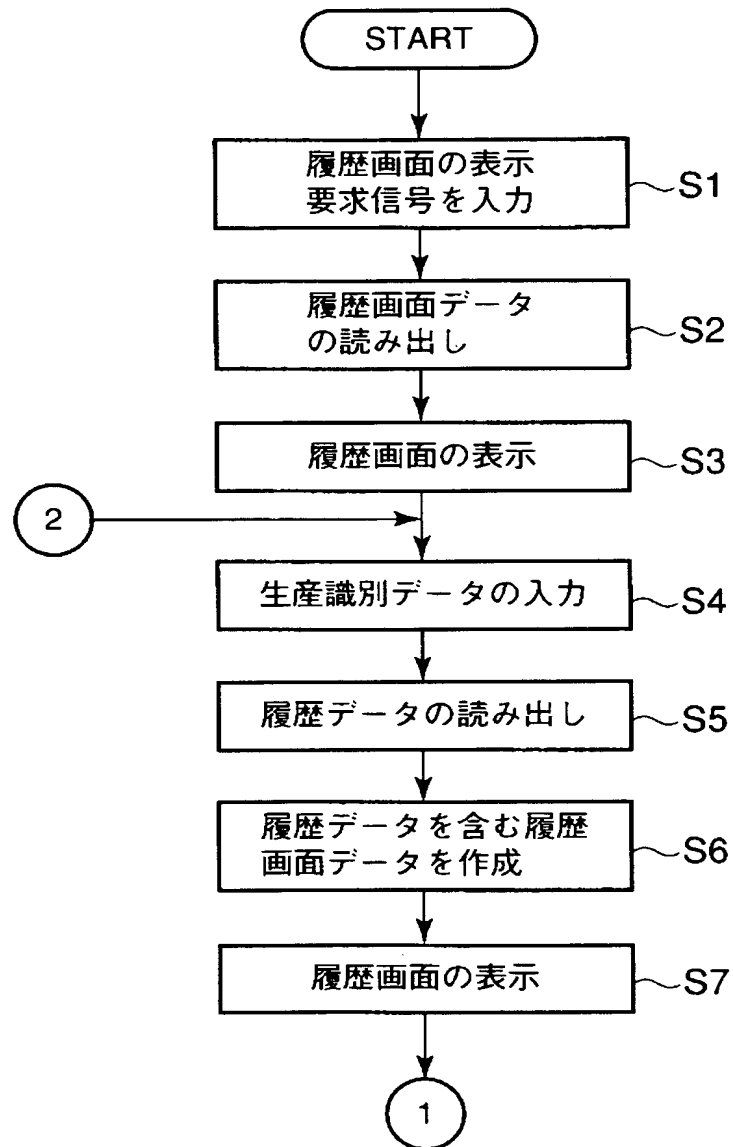 START
履歴画面の表示
要求信号を入力
S1
履歴画面データ
の読み出し
S2
履歴画面の表示
S3
2
生産識別データの入力
S4
履歴データの読み出し
S5
履歴データを含む履歴
画面データを作成
S6
履歴画面の表示
S7
1